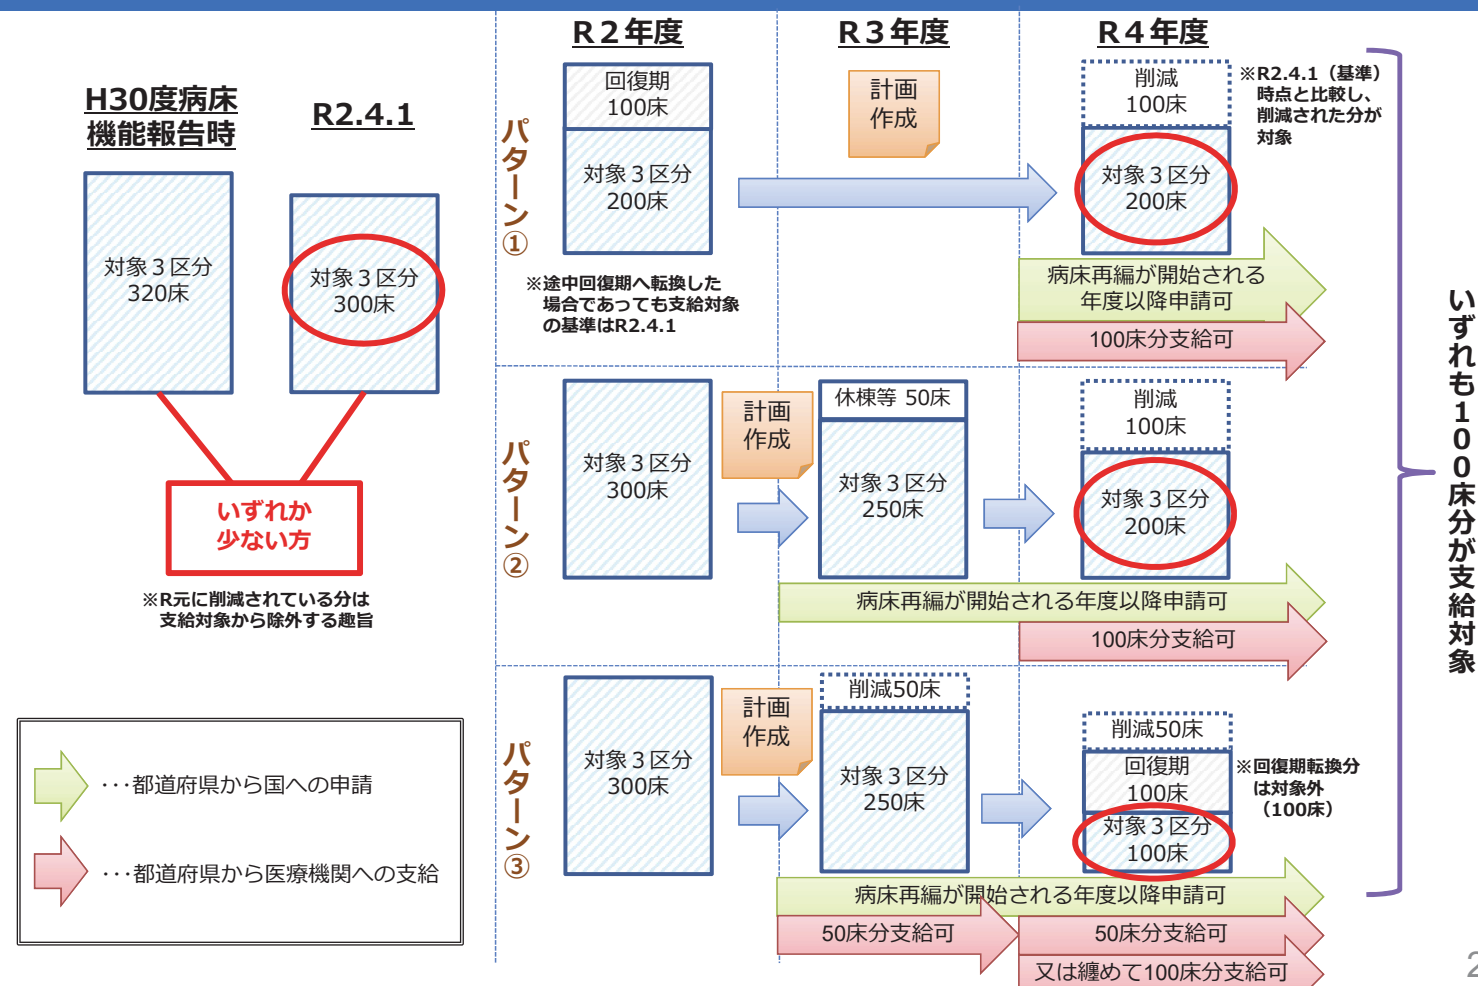 R２年度
R３年度
R４年度
H30度病床
機能報告時
R2.4.1
対象３区分
320床
対象３区分
300床
いずれか
少ない方
※R元に削減されている分は
支給対象から除外する趣旨
・・・都道府県から国への申請
・・・都道府県から医療機関への支給
パターン①
回復期
100床
対象３区分
200床
※途中回復期へ転換した
場合であっても支給対象
の基準はR2.4.1
計画
作成
削減
100床
対象３区分
200床
※R2.4.1（基準）
時点と比較し、
削減された分が
対象
病床再編が開始される
年度以降申請可
100床分支給可
パターン②
対象３区分
300床
計画
作成
休棟等 50床
対象３区分
250床
削減
100床
対象３区分
200床
病床再編が開始される年度以降申請可
100床分支給可
パターン③
対象３区分
300床
計画
作成
削減50床
対象３区分
250床
削減50床
回復期
100床
対象３区分
100床
※回復期転換分
は対象外
（100床）
病床再編が開始される年度以降申請可
50床分支給可
50床分支給可
又は纏めて100床分支給可
いずれも１００床分が支給対象
2